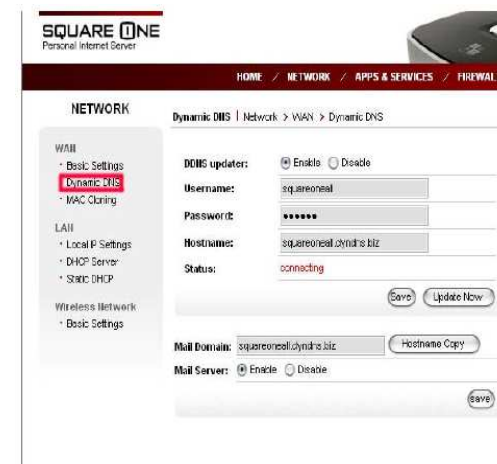 SQUARE ONE
Personal Internet Server
HOME / NETWORK / APPS & SERVICES / FIREWAL
NETWORK
Dynamic DNS | Network > WAN > Dynamic DNS
WAN
Basic Settings
Dynamic DNS
MAC Cloning
LAN
Local IP Settings
DHCP Server
Static DHCP
Wireless Network
Basic Settings
DDNS updater: Enable Disable
Username: squareoneal
Password: ••••••
Hostname: squareoneal.dyndns.biz
Status: connecting
Save Update Now
Mail Domain: squareoneal.dyndns.biz Hostname Copy
Mail Server: Enable Disable
save